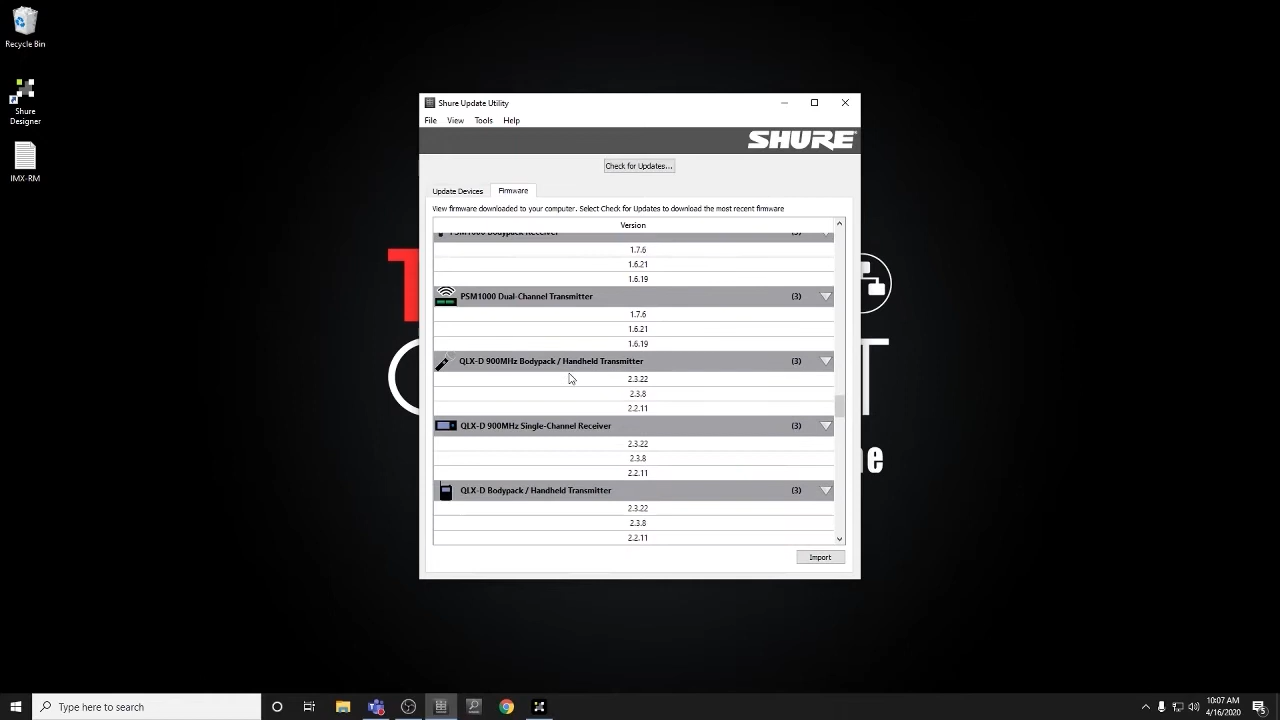 Recycle Bin
Shure
Designer
IMX-RM
Shure Update Utility
File View Tools Help
SHURE
Check for Updates...
Update Devices Firmware
View firmware downloaded to your computer. Select Check for Updates to download the most recent firmware
Version
PSM1000 Bodypack Receiver (3)
1.7.6
1.6.21
1.6.19
PSM1000 Dual-Channel Transmitter (3)
1.7.6
1.6.21
1.6.19
QLX-D 900MHz Bodypack / Handheld Transmitter (3)
2.3.22
2.3.8
2.2.11
QLX-D 900MHz Single-Channel Receiver (3)
2.3.22
2.3.8
2.2.11
QLX-D Bodypack / Handheld Transmitter (3)
2.3.22
2.3.8
2.2.11
Import
Type here to search
10:07 AM
4/16/2020